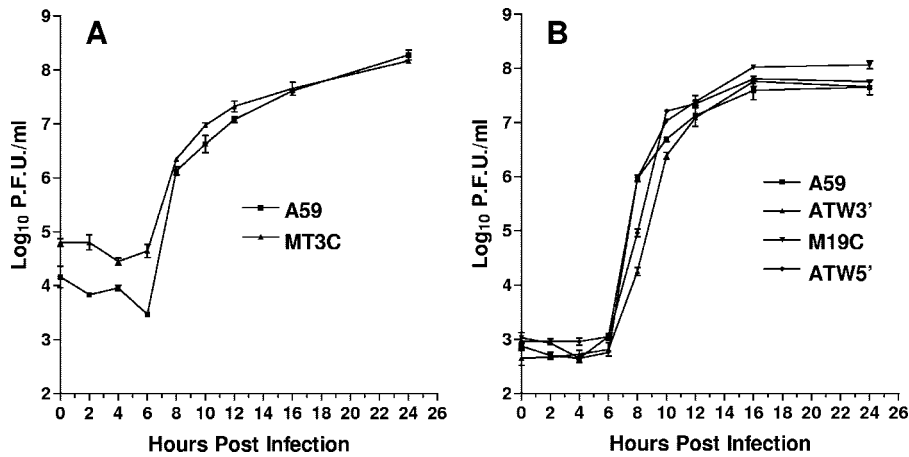 A
Log10 P.F.U./ml
9
8
7
6
5
4
3
2
A59
MT3C
0 2 4 6 8 10 12 14 16 18 20 22 24 26
Hours Post Infection
B
Log10 P.F.U./ml
9
8
7
6
5
4
3
2
A59
ATW3'
M19C
ATW5'
0 2 4 6 8 10 12 14 16 18 20 22 24 26
Hours Post Infection